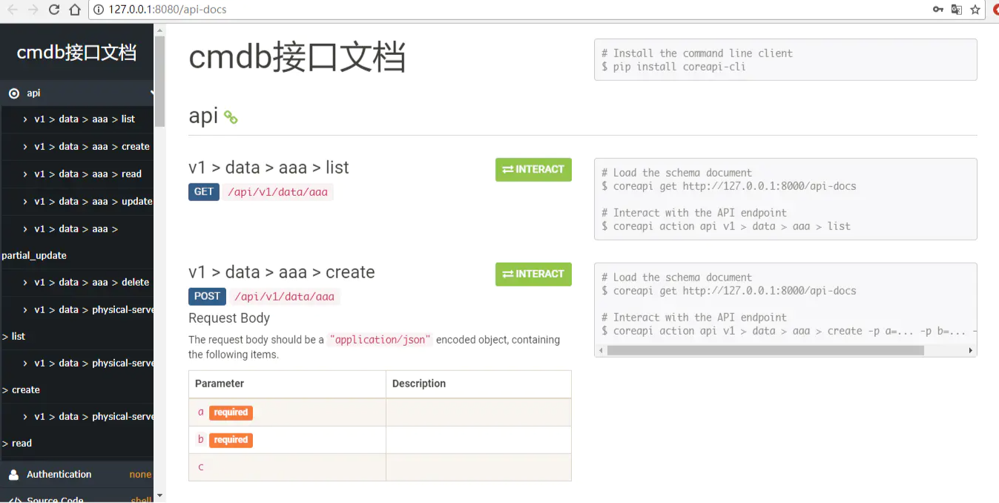 127.0.0.1:8080/api-docs
cmdb接口文档
api
v1 > data > aaa > list
v1 > data > aaa > create
v1 > data > aaa > read
v1 > data > aaa > update
v1 > data > aaa >
partial_update
v1 > data > aaa > delete
v1 > data > physical-serve
> list
v1 > data > physical-serve
> create
v1 > data > physical-serve
> read
Authentication none
Source Code shell
cmdb接口文档
# Install the command line client
$ pip install coreapi-cli
api
v1 > data > aaa > list
INTERACT
GET /api/v1/data/aaa
# Load the schema document
$ coreapi get http://127.0.0.1:8000/api-docs
# Interact with the API endpoint
$ coreapi action api v1 > data > aaa > list
v1 > data > aaa > create
INTERACT
POST /api/v1/data/aaa
Request Body
The request body should be a "application/json" encoded object, containing
the following items.
Parameter Description
a required
b required
c
# Load the schema document
$ coreapi get http://127.0.0.1:8000/api-docs
# Interact with the API endpoint
$ coreapi action api v1 > data > aaa > create -p a=... -p b=... -